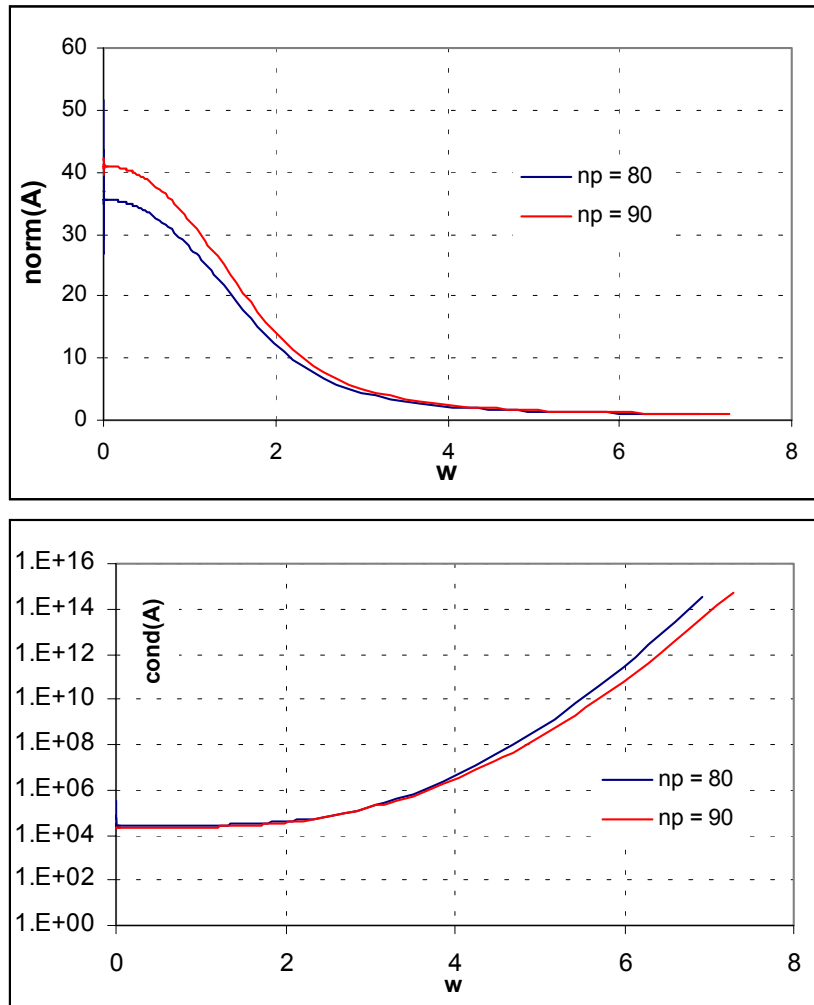 60
50
40
30
20
10
0
norm(A)
np = 80
np = 90
0 2 4 6 8
w
1.E+16
1.E+14
1.E+12
1.E+10
1.E+08
1.E+06
1.E+04
1.E+02
1.E+00
cond(A)
np = 80
np = 90
0 2 4 6 8
w